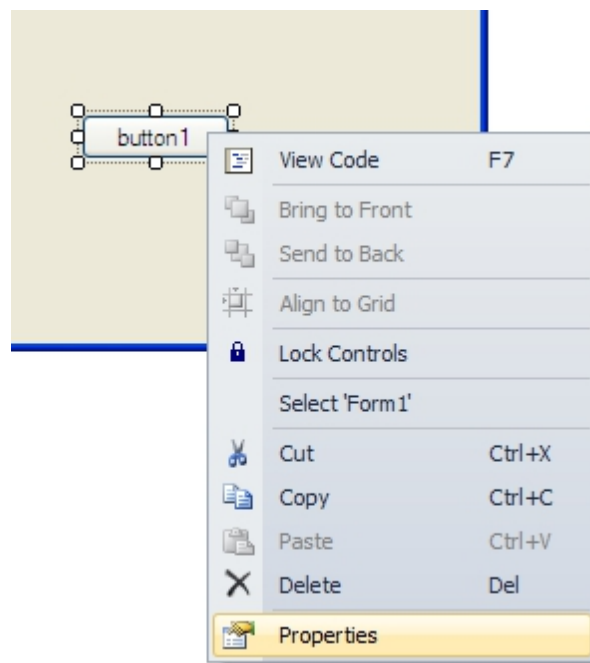 button1
View Code F7
Bring to Front
Send to Back
Align to Grid
Lock Controls
Select 'Form1'
Cut Ctrl+X
Copy Ctrl+C
Paste Ctrl+V
Delete Del
Properties